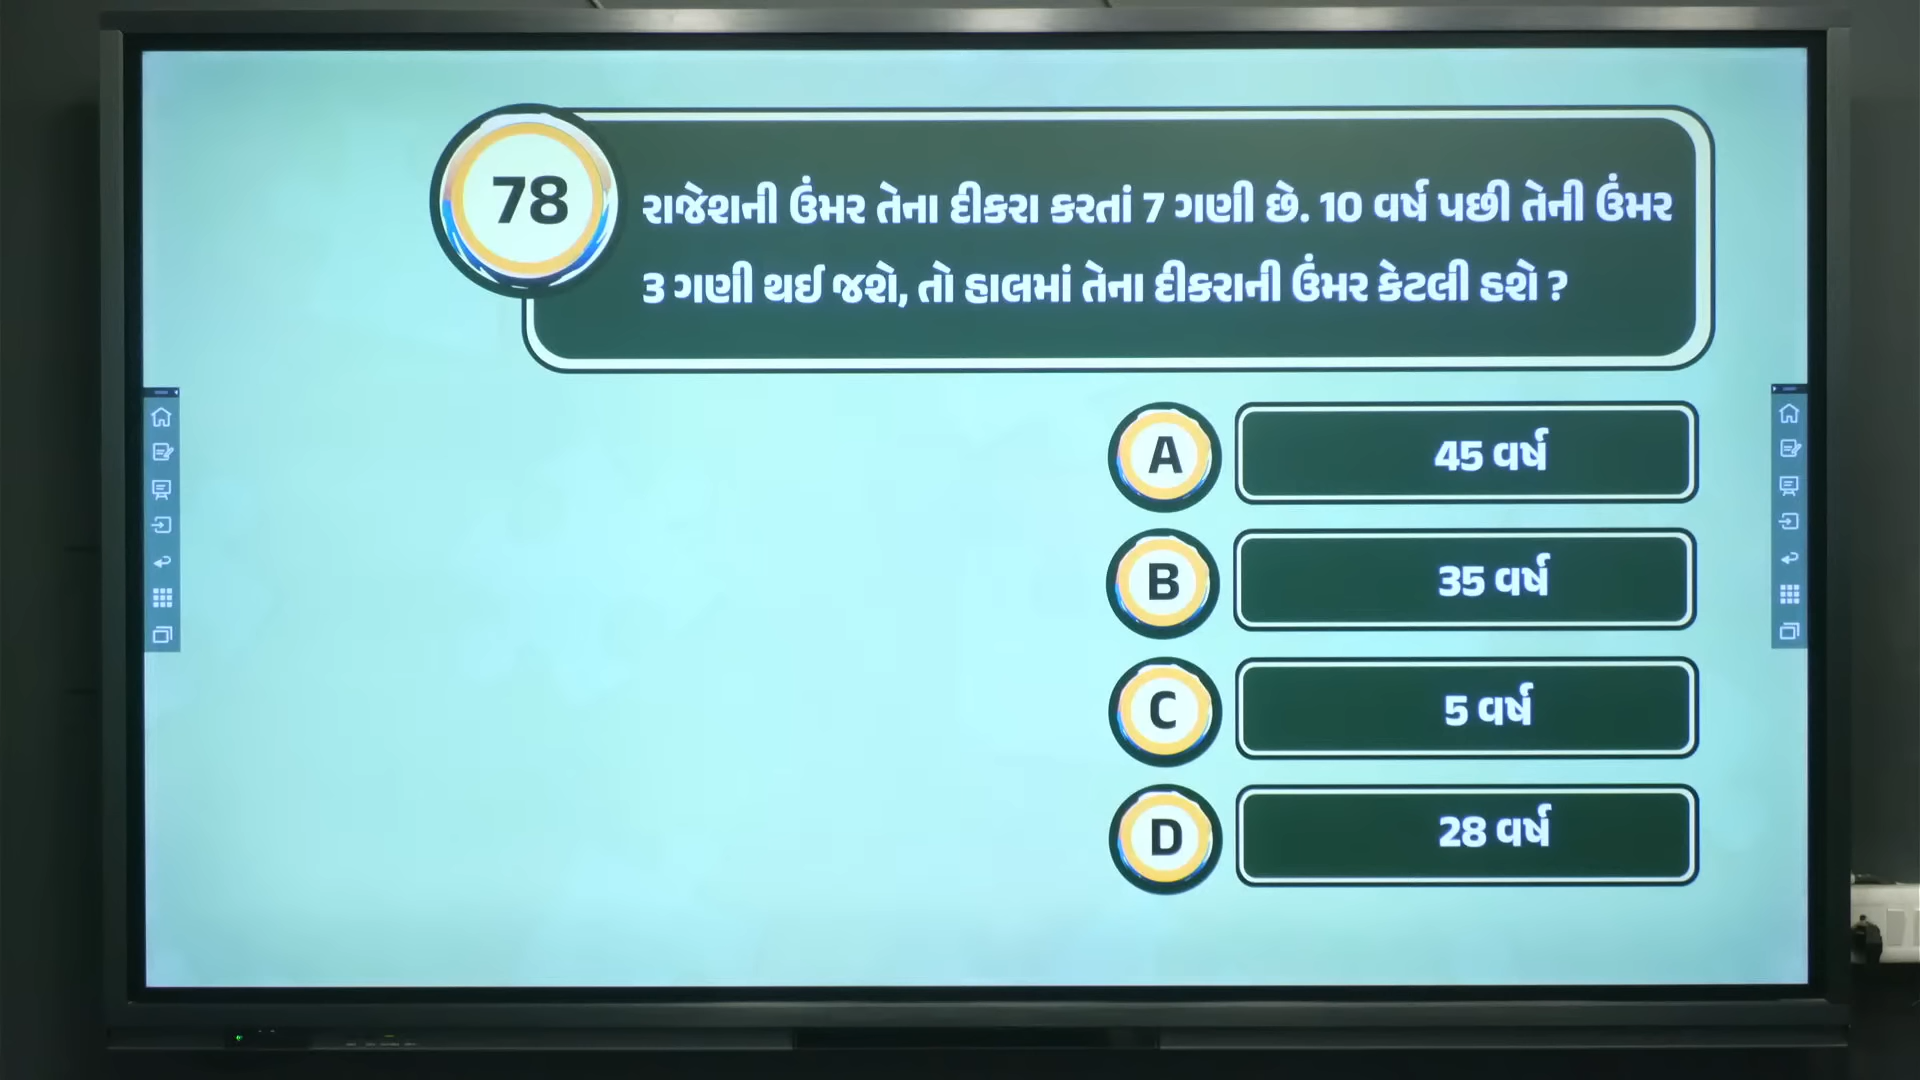 78
રાજેશની ઉંમર તેના દીકરા કરતાં 7 ગણી છે. 10 વર્ષ પછી તેની ઉંમર
3 ગણી થઈ જશે, તો હાલમાં તેના દીકરાની ઉંમર કેટલી હશે ?
A 45 વર્ષ
B 35 વર્ષ
C 5 વર્ષ
D 28 વર્ષ